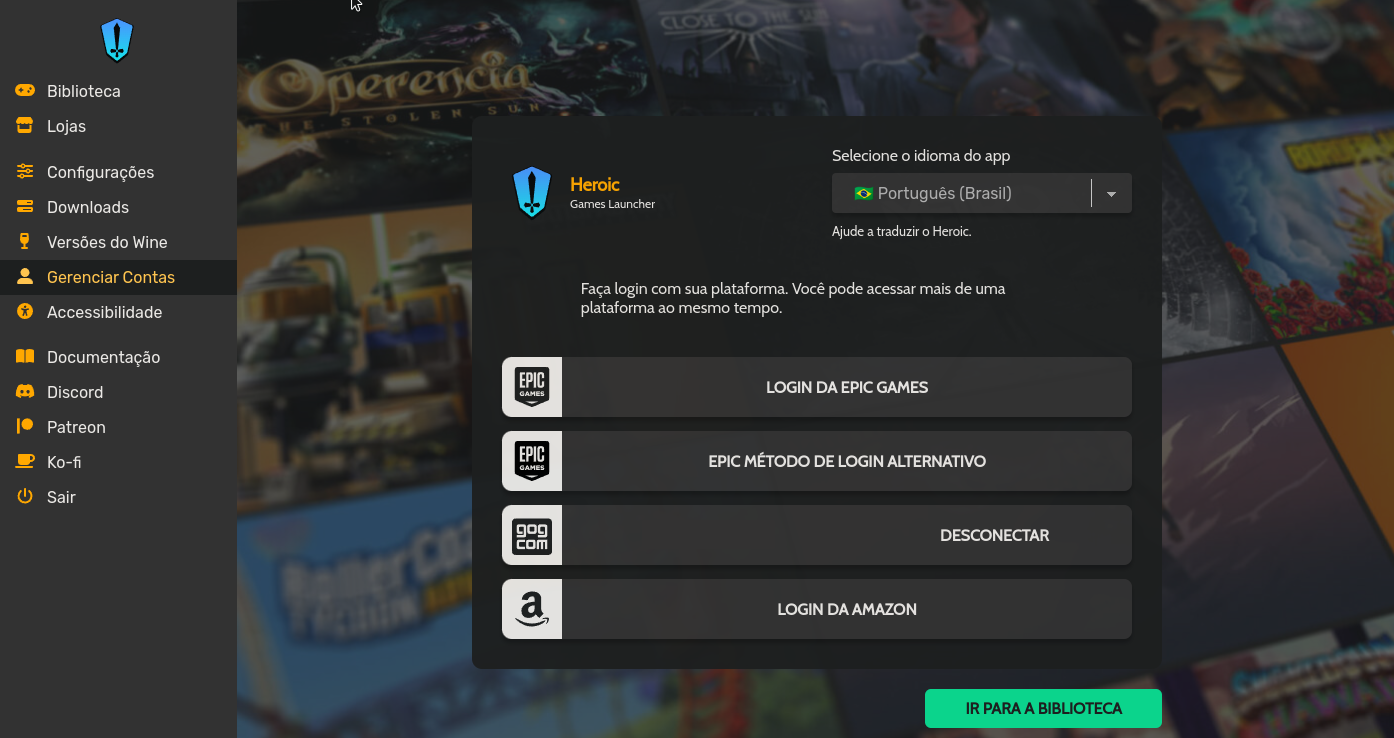 Biblioteca
Lojas
Configurações
Downloads
Versões do Wine
Gerenciar Contas
Accessibilidade
Documentação
Discord
Patreon
Ko-fi
Sair
CLOSE TO THE SUN
Operencia
THE STOLEN SUN
Heroic
Games Launcher
Selecione o idioma do app
Português (Brasil)
Ajude a traduzir o Heroic.
Faça login com sua plataforma. Você pode acessar mais de uma
plataforma ao mesmo tempo.
EPIC
GAMES
LOGIN DA EPIC GAMES
EPIC
GAMES
EPIC MÉTODO DE LOGIN ALTERNATIVO
gog
com
DESCONECTAR
a
LOGIN DA AMAZON
IR PARA A BIBLIOTECA